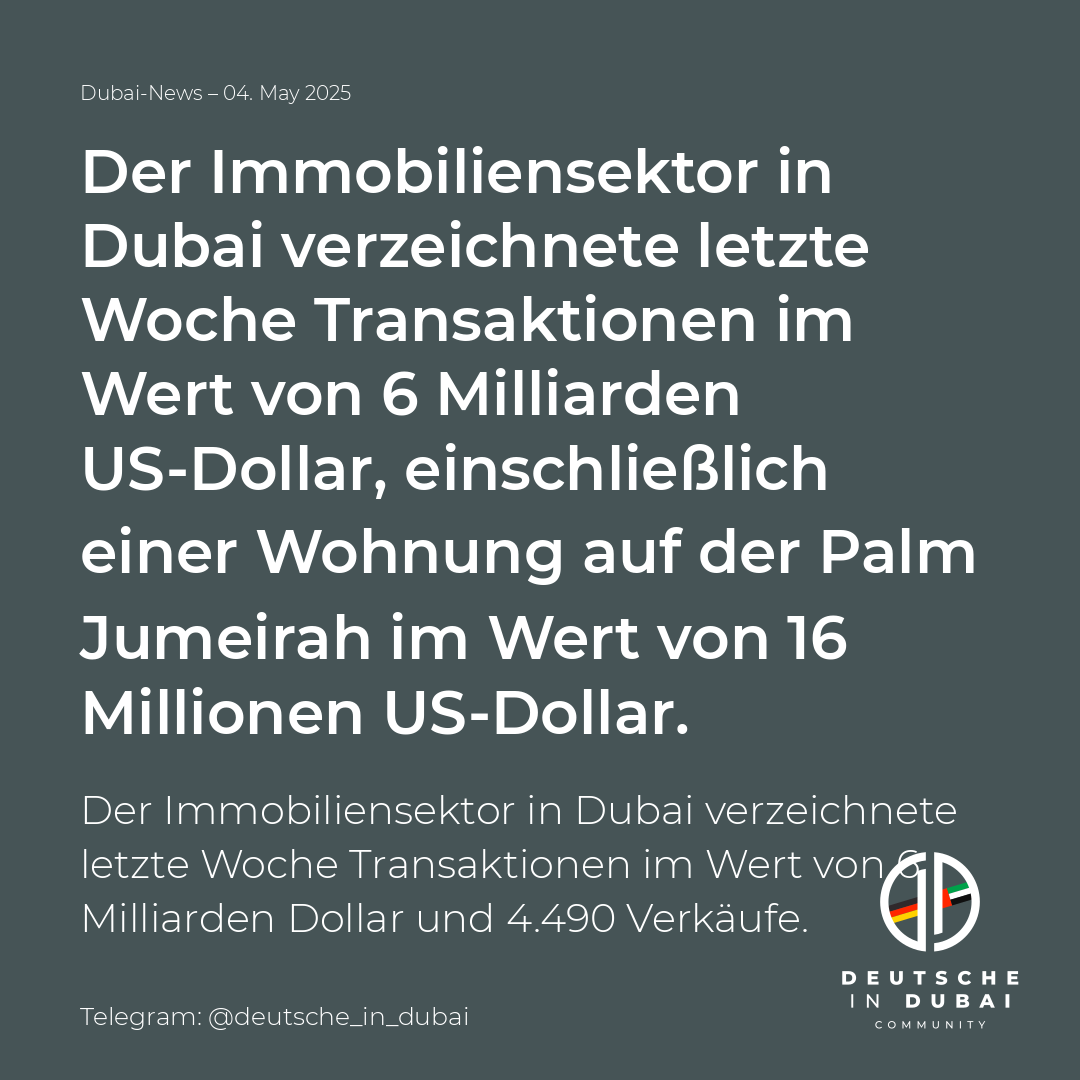 Dubai-News – 04. May 2025
Der Immobiliensektor in
Dubai verzeichnete letzte
Woche Transaktionen im
Wert von 6 Milliarden
US-Dollar, einschließlich
einer Wohnung auf der Palm
Jumeirah im Wert von 16
Millionen US-Dollar.
Der Immobiliensektor in Dubai verzeichnete
letzte Woche Transaktionen im Wert von 6
Milliarden Dollar und 4.490 Verkäufe.
Telegram: @deutsche_in_dubai
DEUTSCHE
IN DUBAI
COMMUNITY